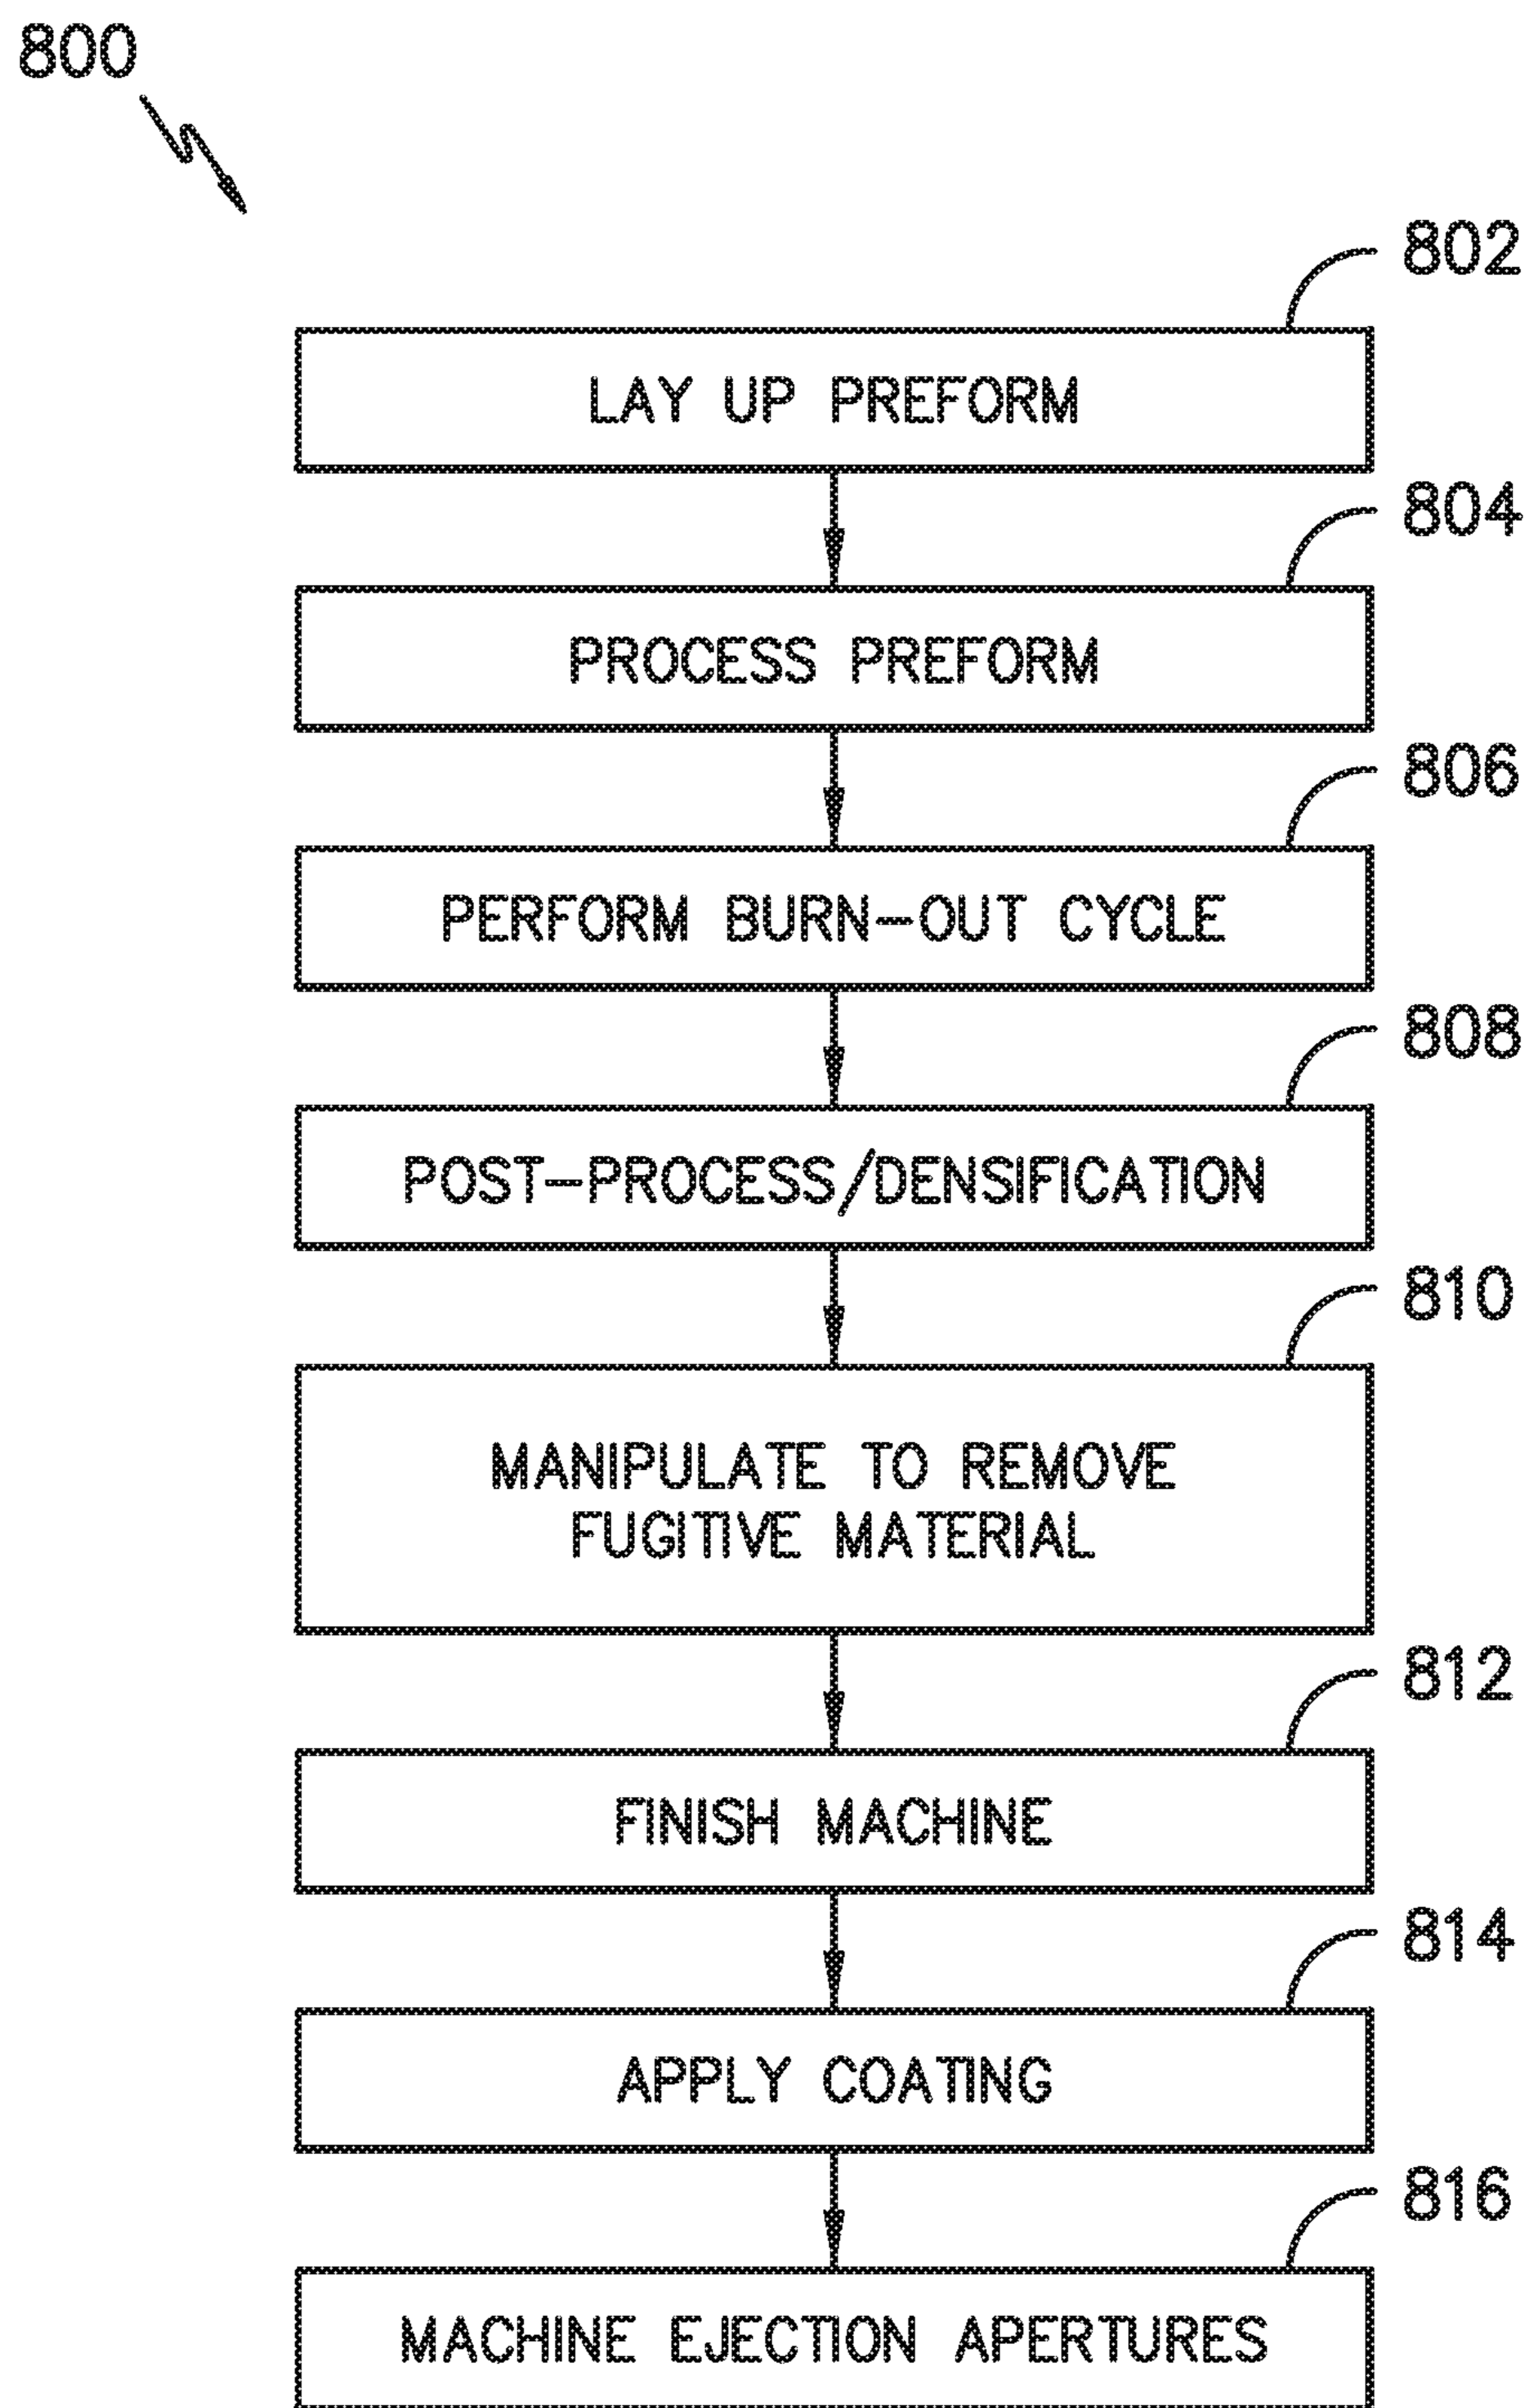 800
802
LAY UP PREFORM
804
PROCESS PREFORM
806
PERFORM BURN-OUT CYCLE
808
POST-PROCESS/DENSIFICATION
810
MANIPULATE TO REMOVE
FUGITIVE MATERIAL
812
FINISH MACHINE
814
APPLY COATING
816
MACHINE EJECTION APERTURES